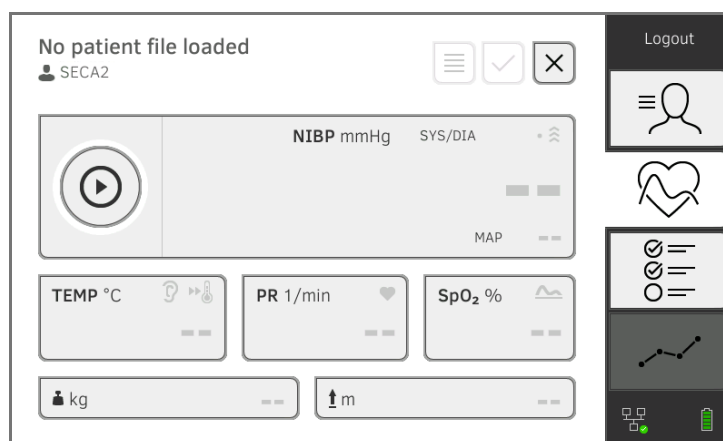 No patient file loaded
SECA2
Logout
NIBP mmHg SYS/DIA
-- --
MAP --
TEMP °C
--
PR 1/min
--
SpO₂ %
--
kg --
m --